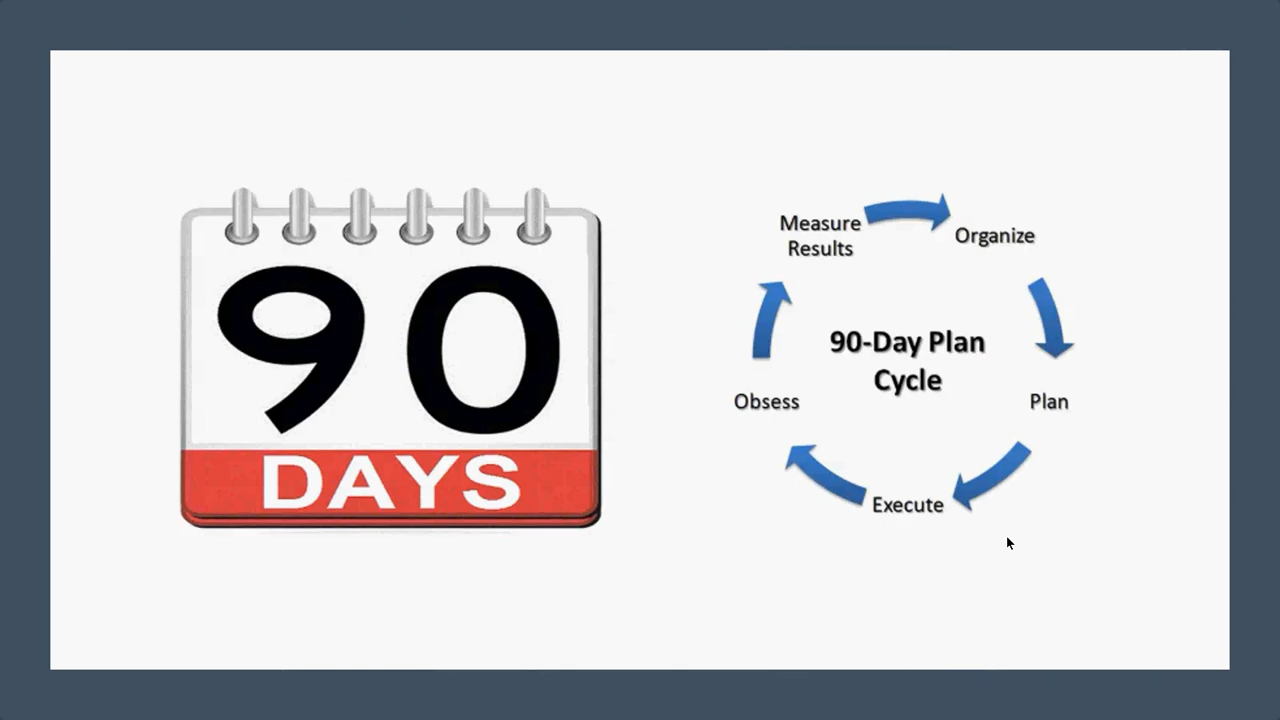 90
DAYS
Measure
Results
Organize
90-Day Plan
Cycle
Obsess
Plan
Execute